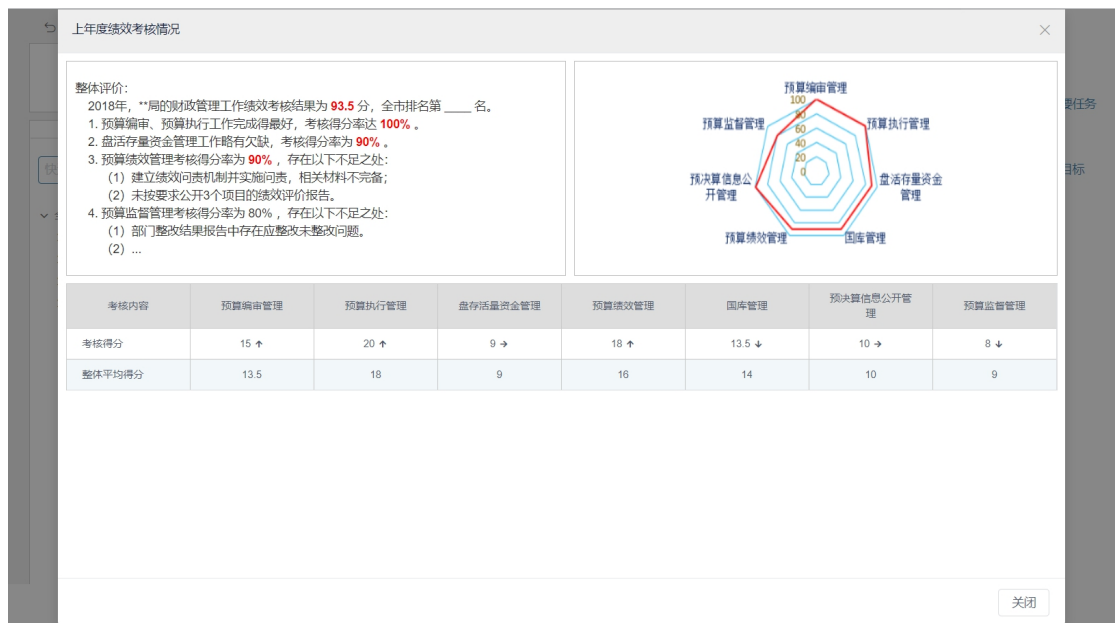 上年度绩效考核情况
整体评价：
2018年，**局的财政管理工作绩效考核结果为 93.5 分，全市排名第 ____ 名。
1. 预算编审、预算执行工作完成得最好，考核得分率达 100% 。
2. 盘活存量资金管理工作略有欠缺，考核得分率为 90% 。
3. 预算绩效管理考核得分率为 90% ，存在以下不足之处：
（1）建立绩效问责机制并实施问责，相关材料不完备；
（2）未按要求公开3个项目的绩效评价报告。
4. 预算监督管理考核得分率为 80% ，存在以下不足之处：
（1）部门整改结果报告中存在应整改未整改问题。
（2）...
预算编审管理
100
预算监督管理
预算执行管理
80
60
40
20
0
预决算信息公
开管理
盘活存量资金
管理
预算绩效管理
国库管理
考核内容 预算编审管理 预算执行管理 盘存活量资金管理 预算绩效管理 国库管理 预决算信息公开管 预算监督管理
理
考核得分 15 ↑ 20 ↑ 9 → 18 ↑ 13.5 ↓ 10 → 8 ↓
整体平均得分 13.5 18 9 16 14 10 9
关闭
要任务
目标
快